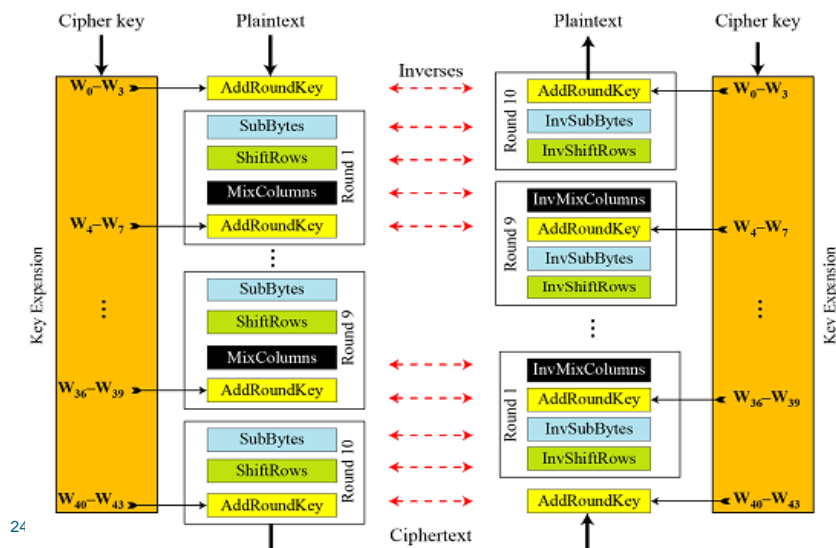 Cipher key
Plaintext
Plaintext
Cipher key
Inverses
W0–W3
AddRoundKey
AddRoundKey
W0–W3
SubBytes
InvSubBytes
Round 10
ShiftRows
InvShiftRows
Round 1
MixColumns
InvMixColumns
W4–W7
AddRoundKey
AddRoundKey
W4–W7
Round 9
InvSubBytes
SubBytes
InvShiftRows
Key Expansion
Key Expansion
ShiftRows
Round 9
MixColumns
InvMixColumns
W36–W39
AddRoundKey
AddRoundKey
W36–W39
Round 1
SubBytes
InvSubBytes
Round 10
ShiftRows
InvShiftRows
W40–W43
AddRoundKey
AddRoundKey
W40–W43
Ciphertext